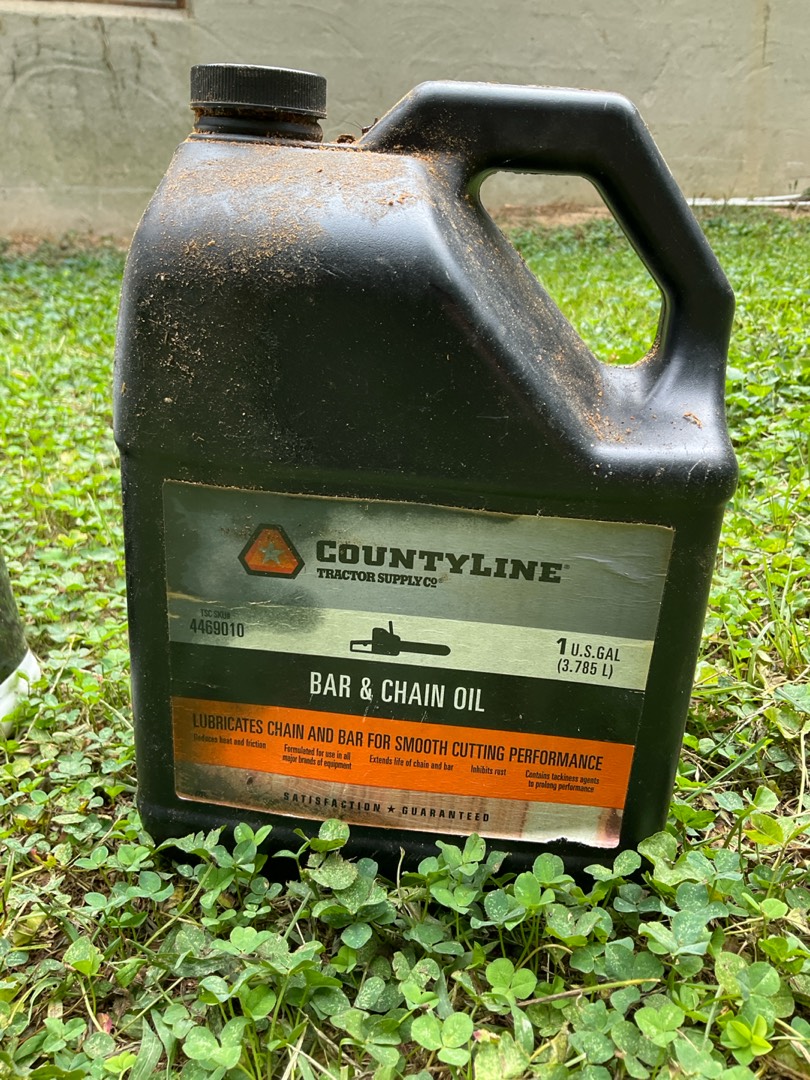 COUNTYLINE®
TRACTOR SUPPLY CO
TSC SKU#
4469010
1 U.S.GAL
(3.785 L)
BAR & CHAIN OIL
LUBRICATES CHAIN AND BAR FOR SMOOTH CUTTING PERFORMANCE
Reduces heat and friction
Formulated for use in all
major brands of equipment
Extends life of chain and bar
Inhibits rust
Contains tackiness agents
to prolong performance
SATISFACTION ★ GUARANTEED